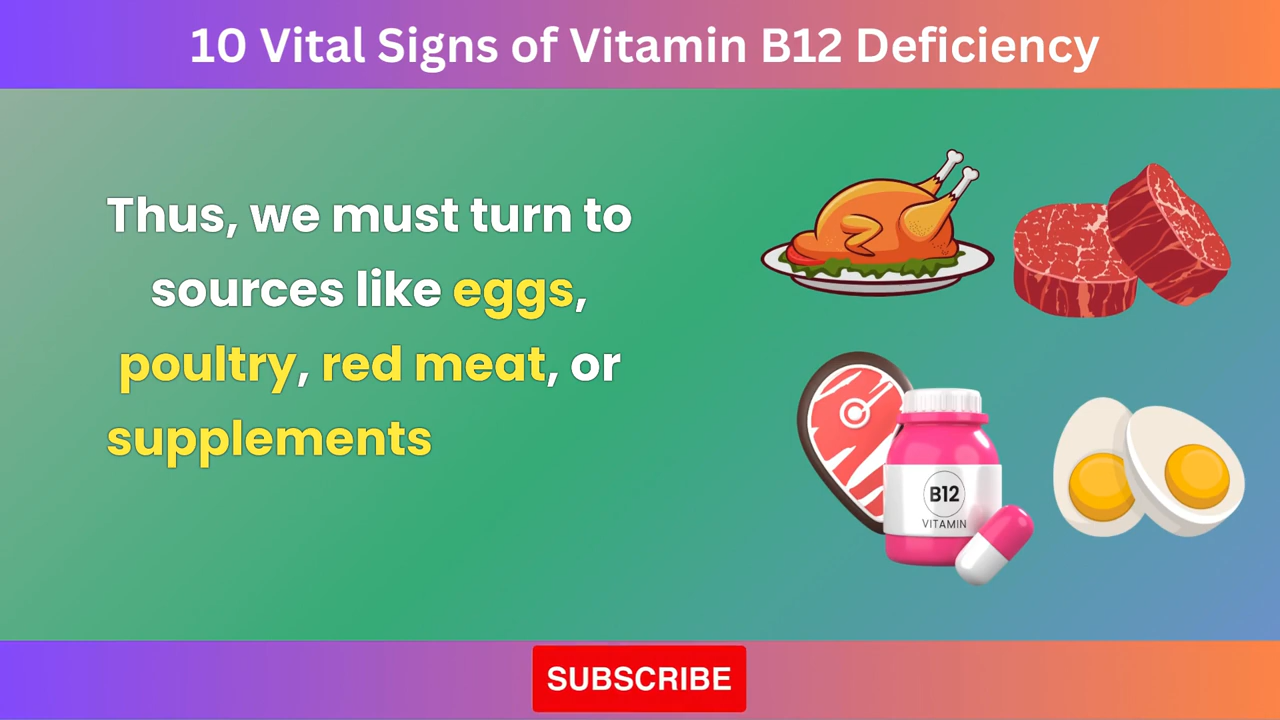 10 Vital Signs of Vitamin B12 Deficiency
Thus, we must turn to
sources like eggs,
poultry, red meat, or
supplements
B12
VITAMIN
SUBSCRIBE